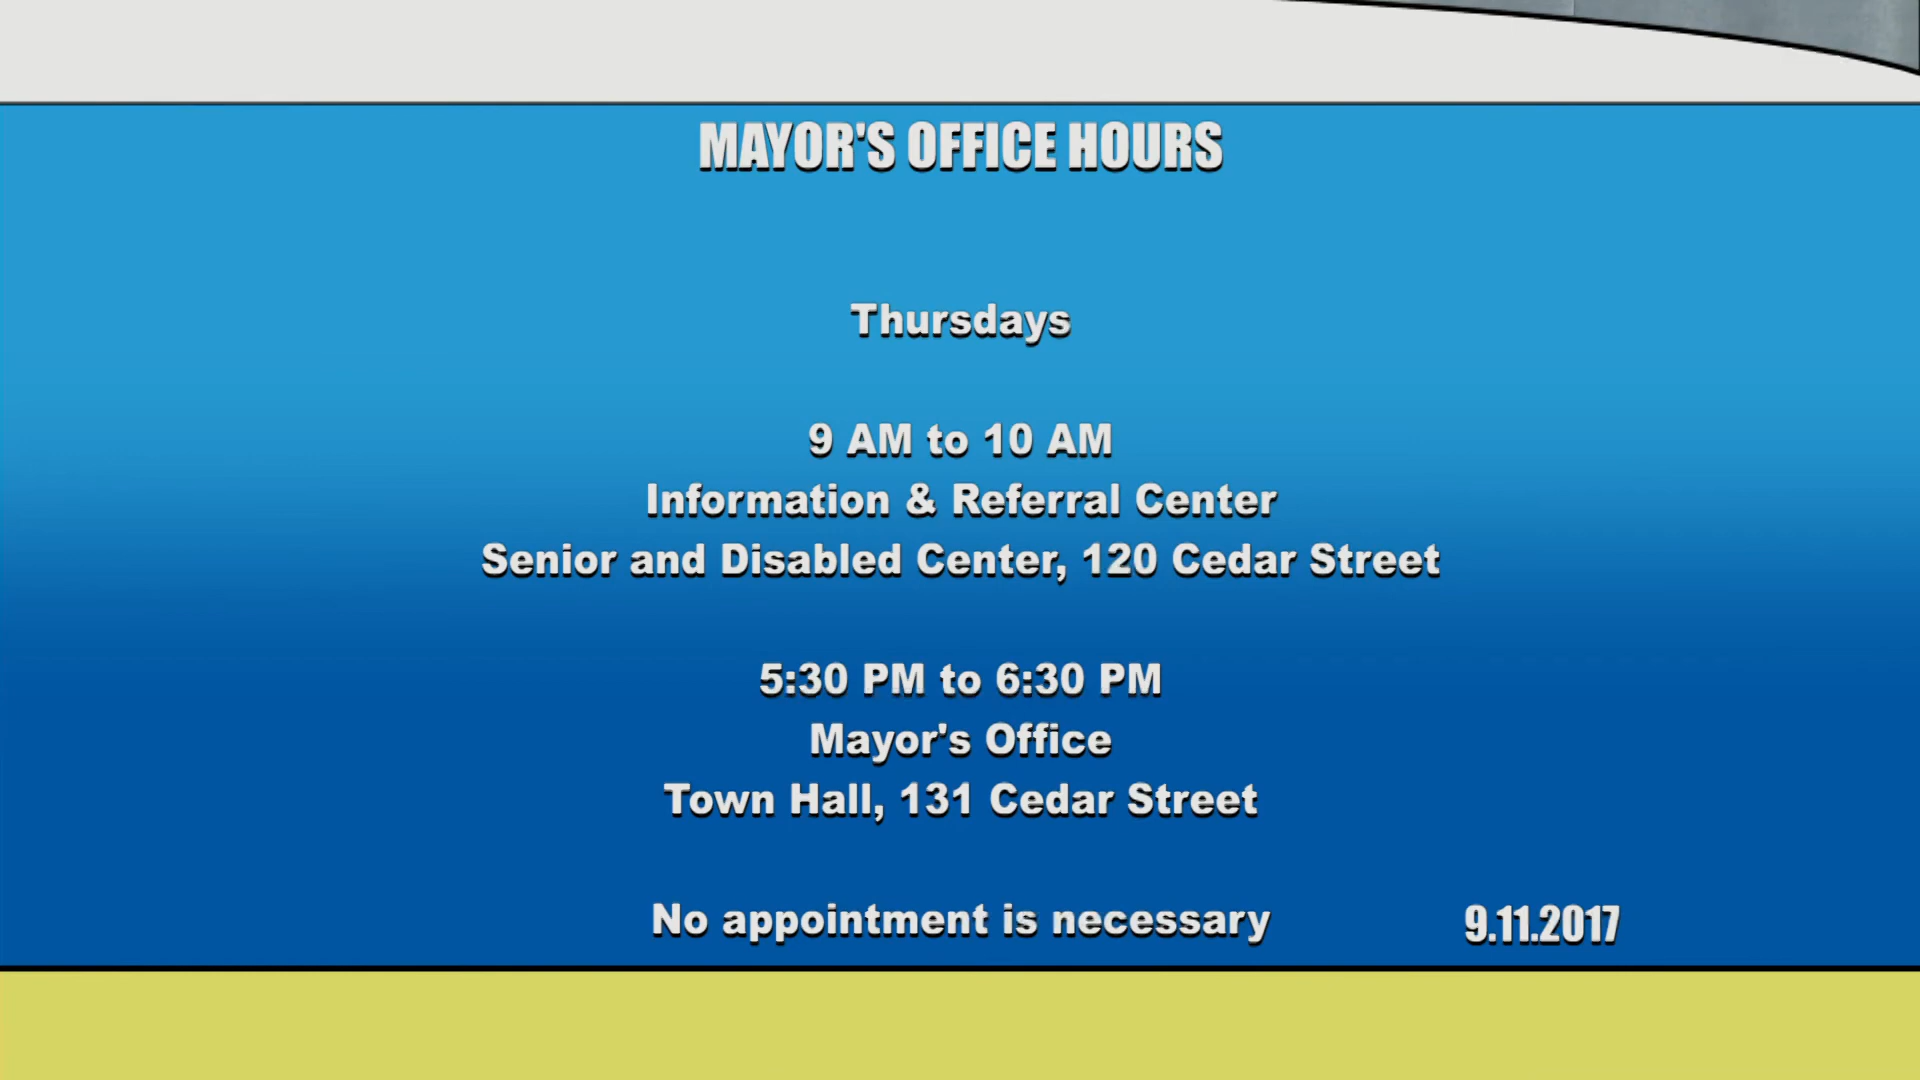 MAYOR'S OFFICE HOURS
Thursdays
9 AM to 10 AM
Information & Referral Center
Senior and Disabled Center, 120 Cedar Street
5:30 PM to 6:30 PM
Mayor's Office
Town Hall, 131 Cedar Street
No appointment is necessary
9.11.2017